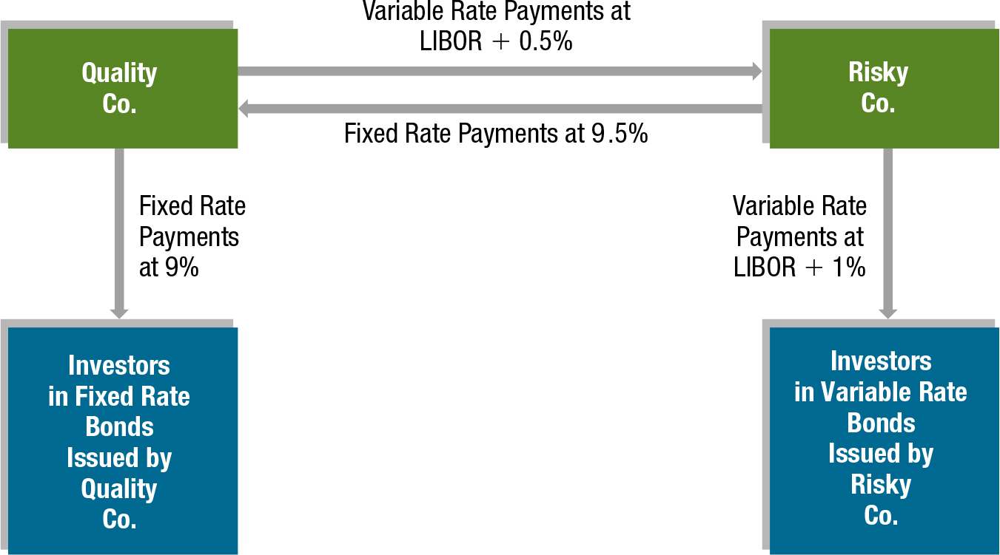 Variable Rate Payments at
LIBOR + 0.5%
Quality
Co.
Risky
Co.
Fixed Rate Payments at 9.5%
Fixed Rate
Payments
at 9%
Variable Rate
Payments at
LIBOR + 1%
Investors
in Fixed Rate
Bonds
Issued by
Quality
Co.
Investors
in Variable Rate
Bonds
Issued by
Risky
Co.